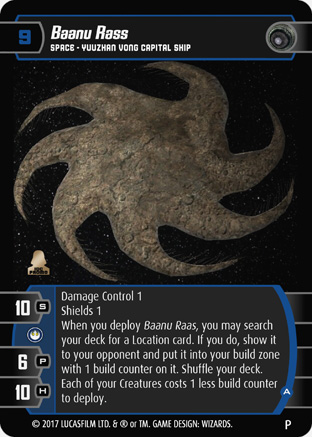 9
Baanu Rass
SPACE - YUUZHAN VONG CAPITAL SHIP
10 S
6 P
10 H
Damage Control 1
Shields 1
When you deploy Baanu Raas, you may search
your deck for a Location card. If you do, show it
to your opponent and put it into your build zone
with 1 build counter on it. Shuffle your deck.
Each of your Creatures costs 1 less build counter
to deploy.
A
© 2017 LUCASFILM LTD. & ® or TM. GAME DESIGN: WIZARDS.
P